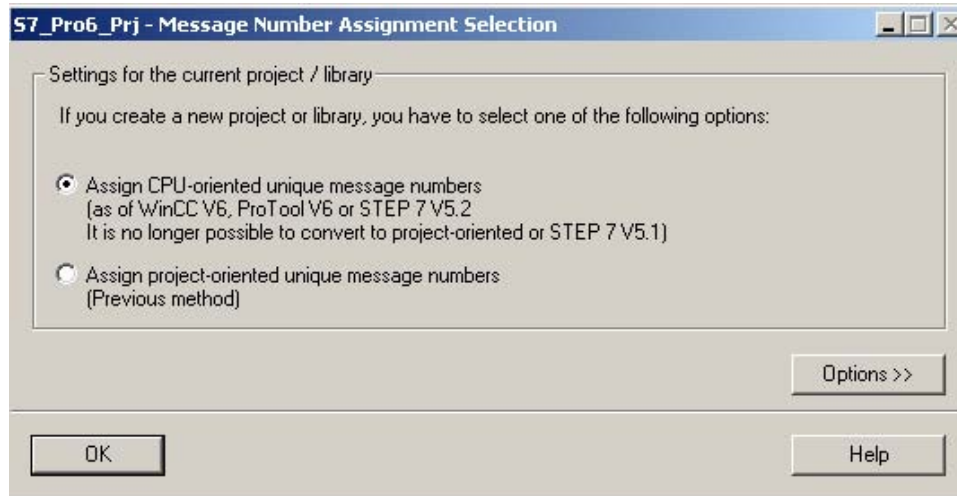 S7_Pro6_Prj - Message Number Assignment Selection
Settings for the current project / library
If you create a new project or library, you have to select one of the following options:
Assign CPU-oriented unique message numbers
(as of WinCC V6, ProTool V6 or STEP 7 V5.2
It is no longer possible to convert to project-oriented or STEP 7 V5.1)
Assign project-oriented unique message numbers
(Previous method)
Options >>
OK
Help